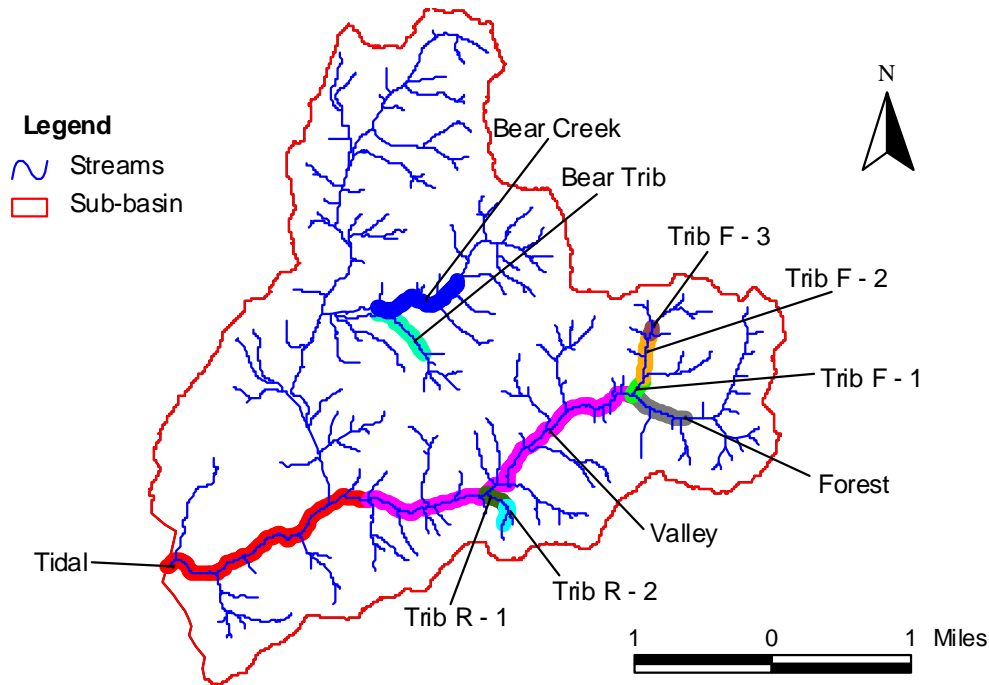 N
Legend
Streams
Sub-basin
Bear Creek
Bear Trib
Trib F - 3
Trib F - 2
Trib F - 1
Forest
Valley
Tidal
Trib R - 2
Trib R - 1
1 0 1 Miles